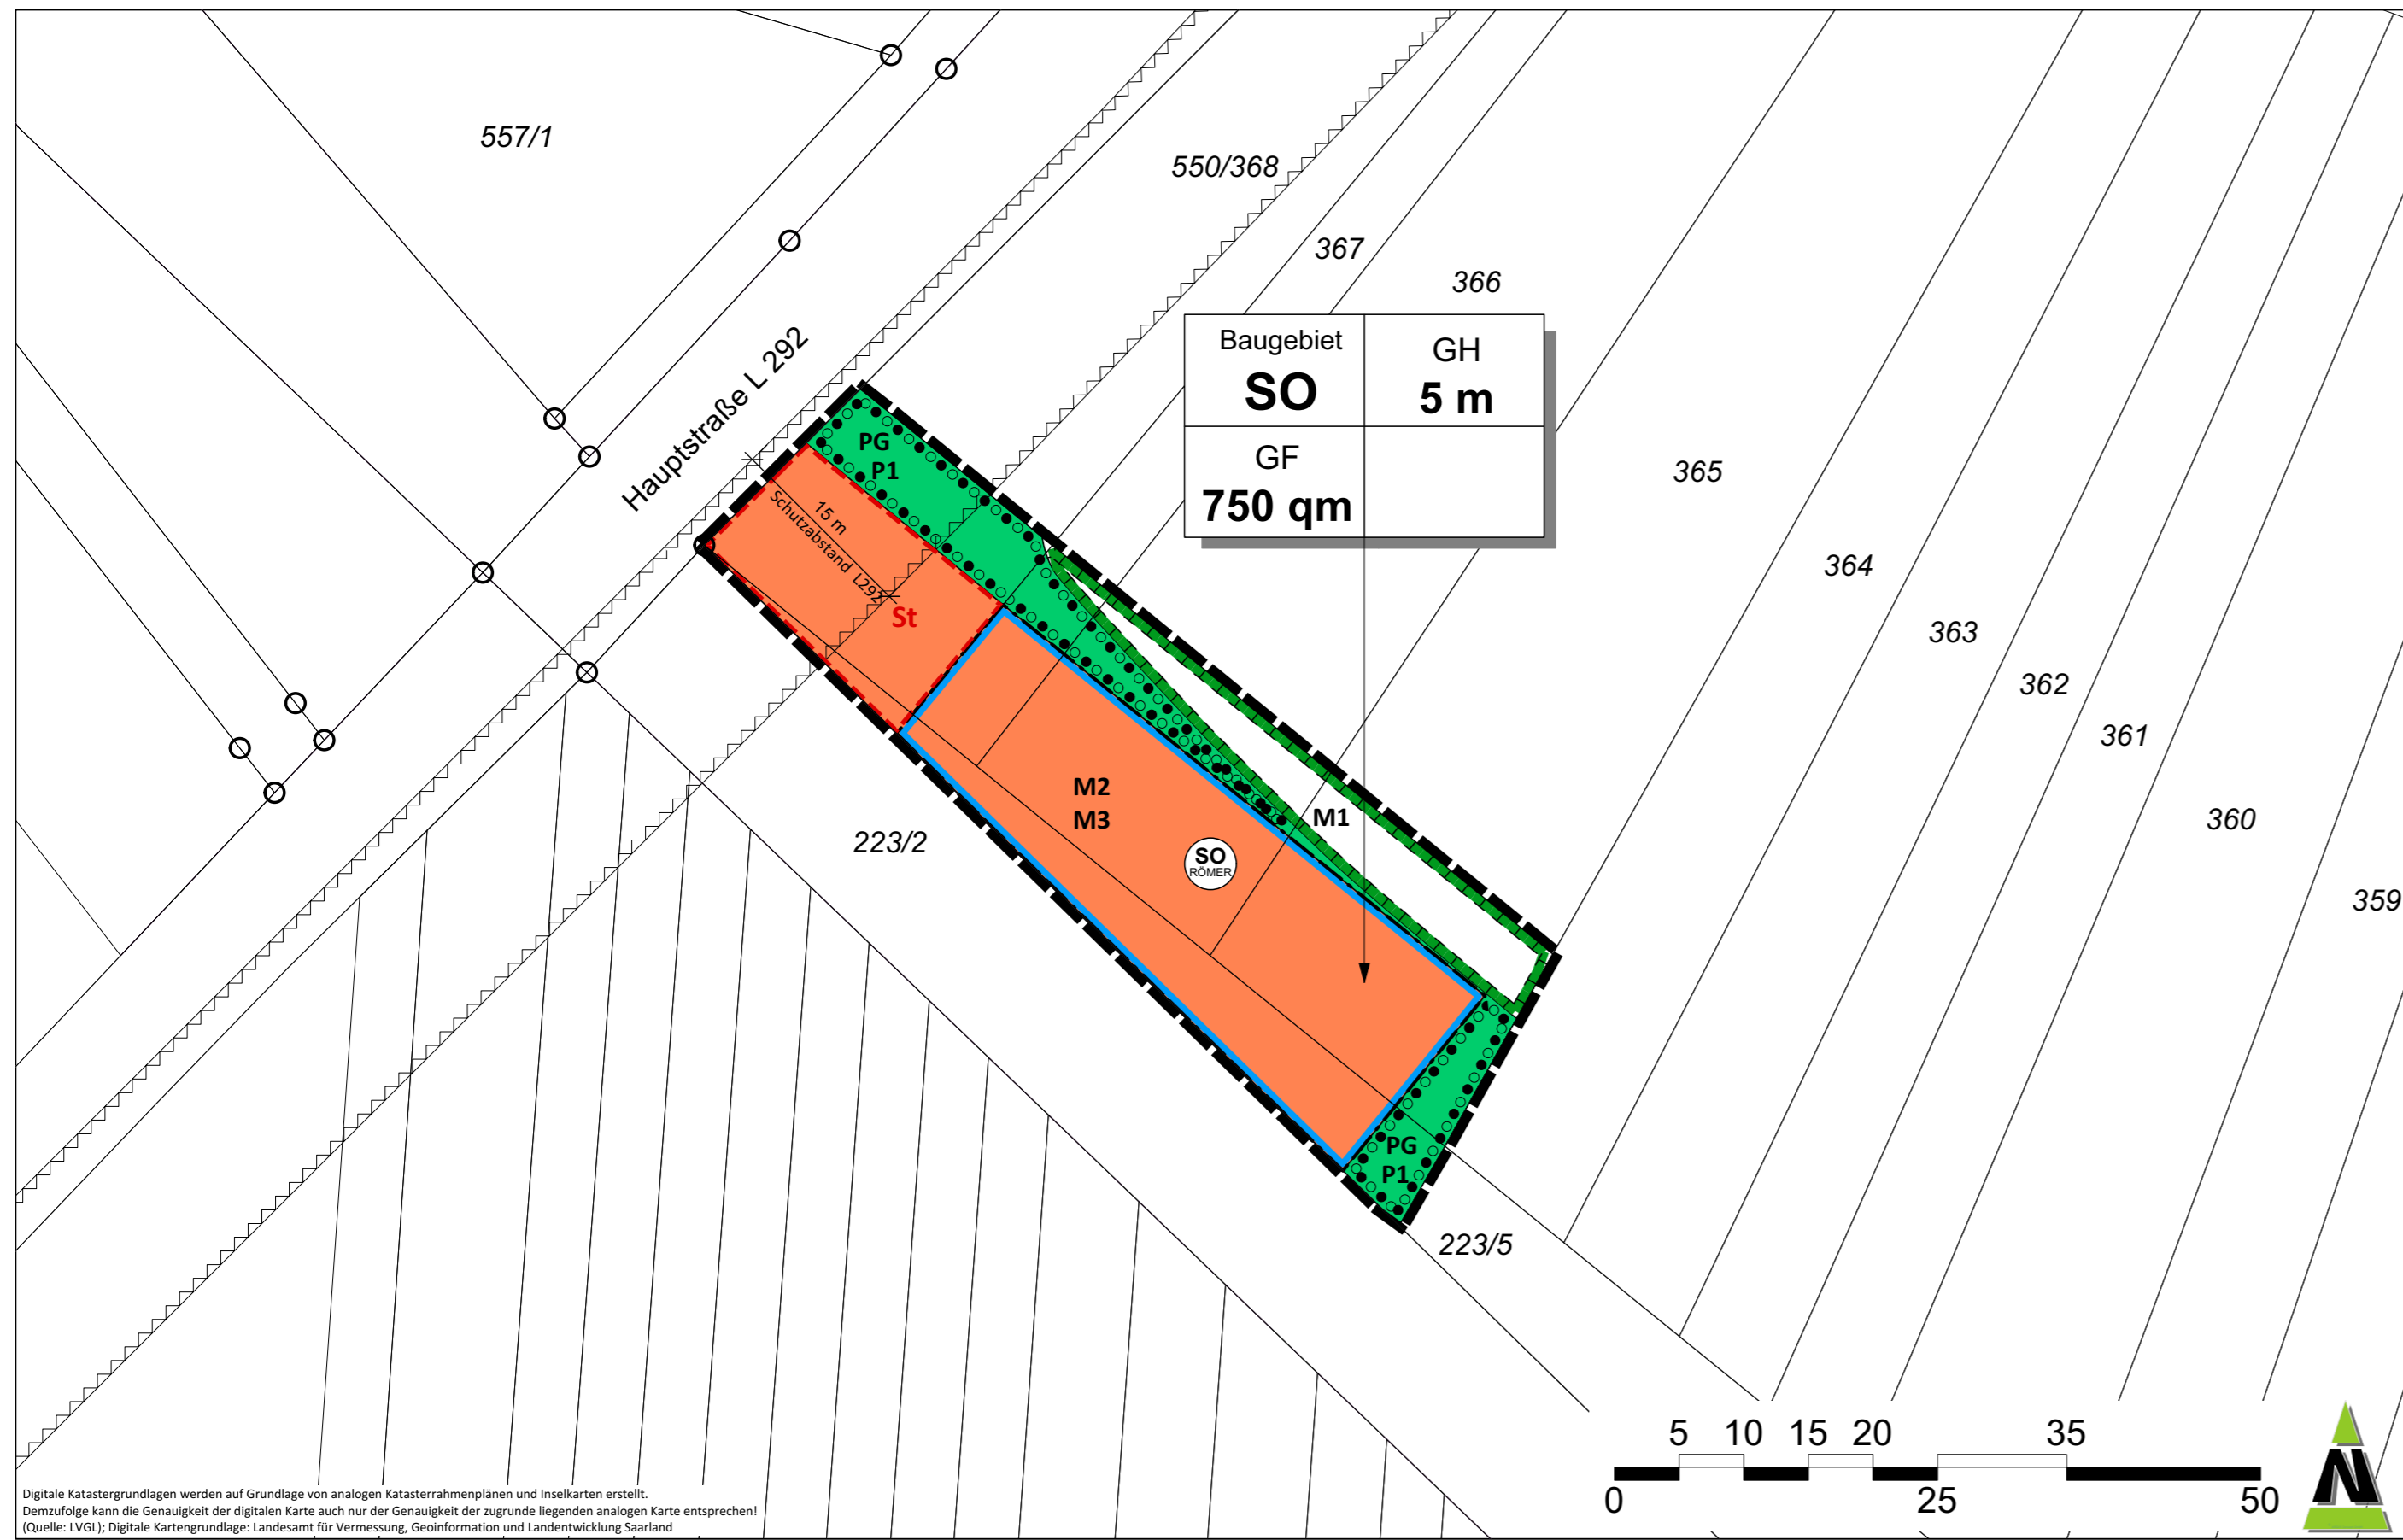 557/1
550/368
367
366
Hauptstraße L 292
Baugebiet
SO
GH
5 m
GF
750 qm
PG
P1
365
15 m
Schutzabstand L292
St
364
363
362
361
360
359
M2
M3
M1
SO
RÖMER
223/2
PG
P1
223/5
5 10 15 20 35
0 25 50
N
Digitale Katastergrundlagen werden auf Grundlage von analogen Katasterrahmenplänen und Inselkarten erstellt.
Demzufolge kann die Genauigkeit der digitalen Karte auch nur der Genauigkeit der zugrunde liegenden analogen Karte entsprechen!
(Quelle: LVGL); Digitale Kartengrundlage: Landesamt für Vermessung, Geoinformation und Landentwicklung Saarland